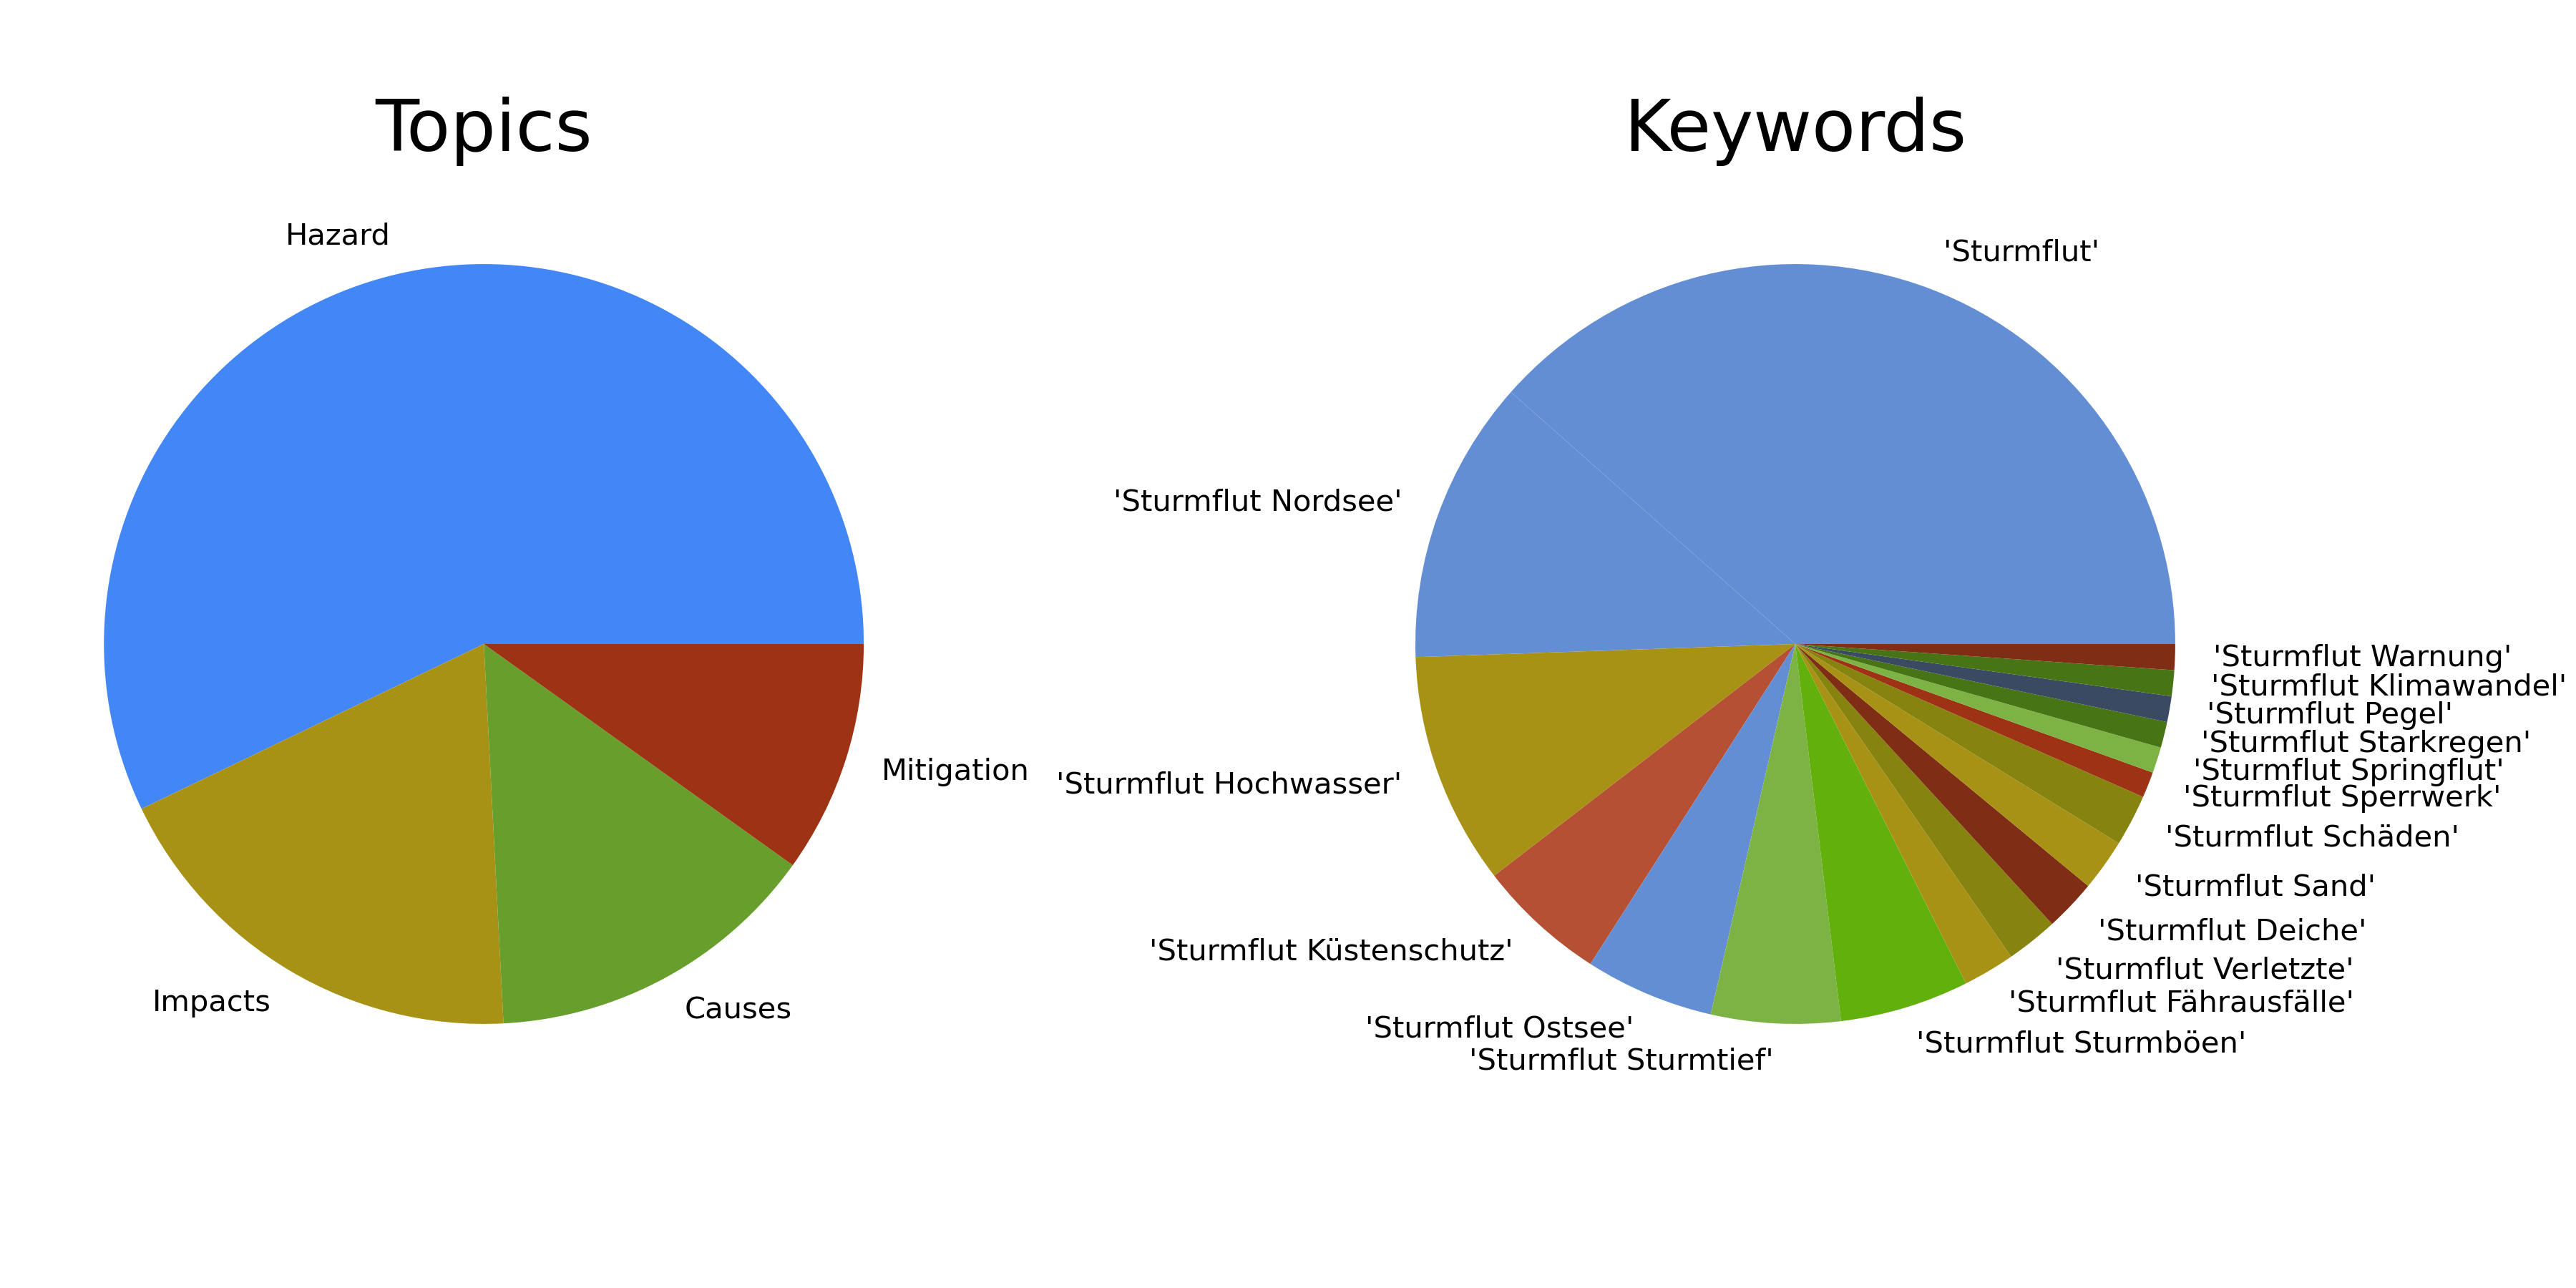 Topics
Hazard
Impacts
Causes
Mitigation
Keywords
'Sturmflut'
'Sturmflut Nordsee'
'Sturmflut Hochwasser'
'Sturmflut Küstenschutz'
'Sturmflut Ostsee'
'Sturmflut Sturmtief'
'Sturmflut Sturmböen'
'Sturmflut Fährausfälle'
'Sturmflut Verletzte'
'Sturmflut Deiche'
'Sturmflut Sand'
'Sturmflut Schäden'
'Sturmflut Sperrwerk'
'Sturmflut Springflut'
'Sturmflut Starkregen'
'Sturmflut Pegel'
'Sturmflut Klimawandel'
'Sturmflut Warnung'